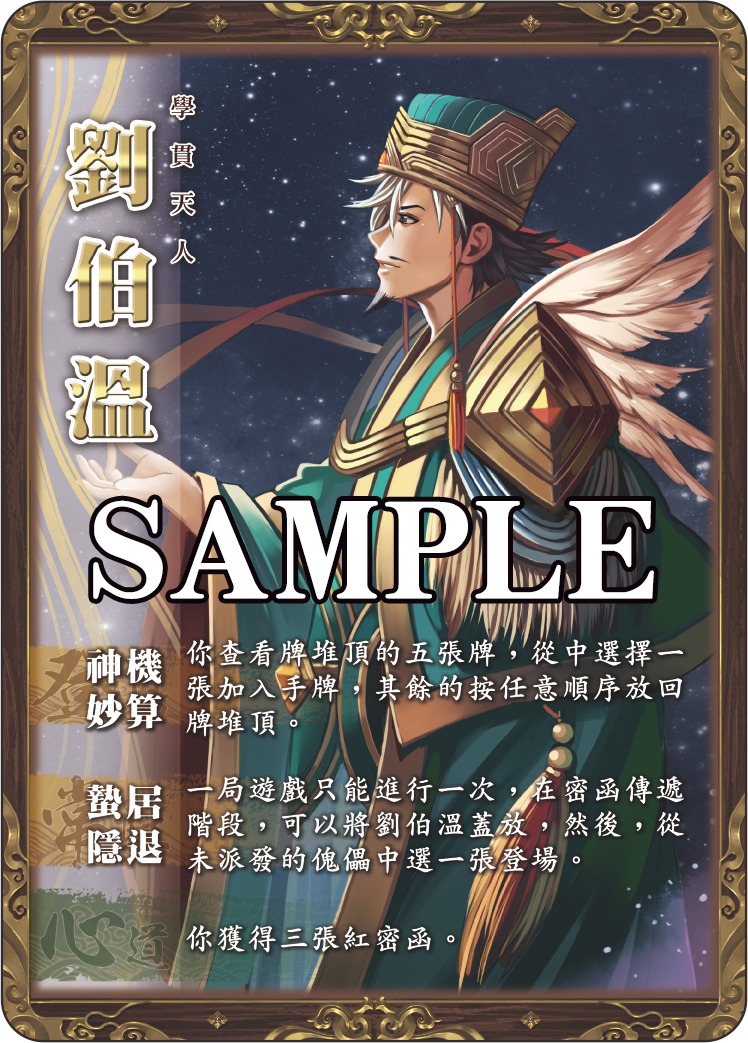 學貫天人
劉伯溫
SAMPLE
登
神機
妙算
你查看牌堆頂的五張牌，從中選擇一
張加入手牌，其餘的按任意順序放回
牌堆頂。
常
蟄居
隱退
一局遊戲只能進行一次，在密函傳遞
階段，可以將劉伯溫蓋放，然後，從
未派發的傀儡中選一張登場。
心道
你獲得三張紅密函。